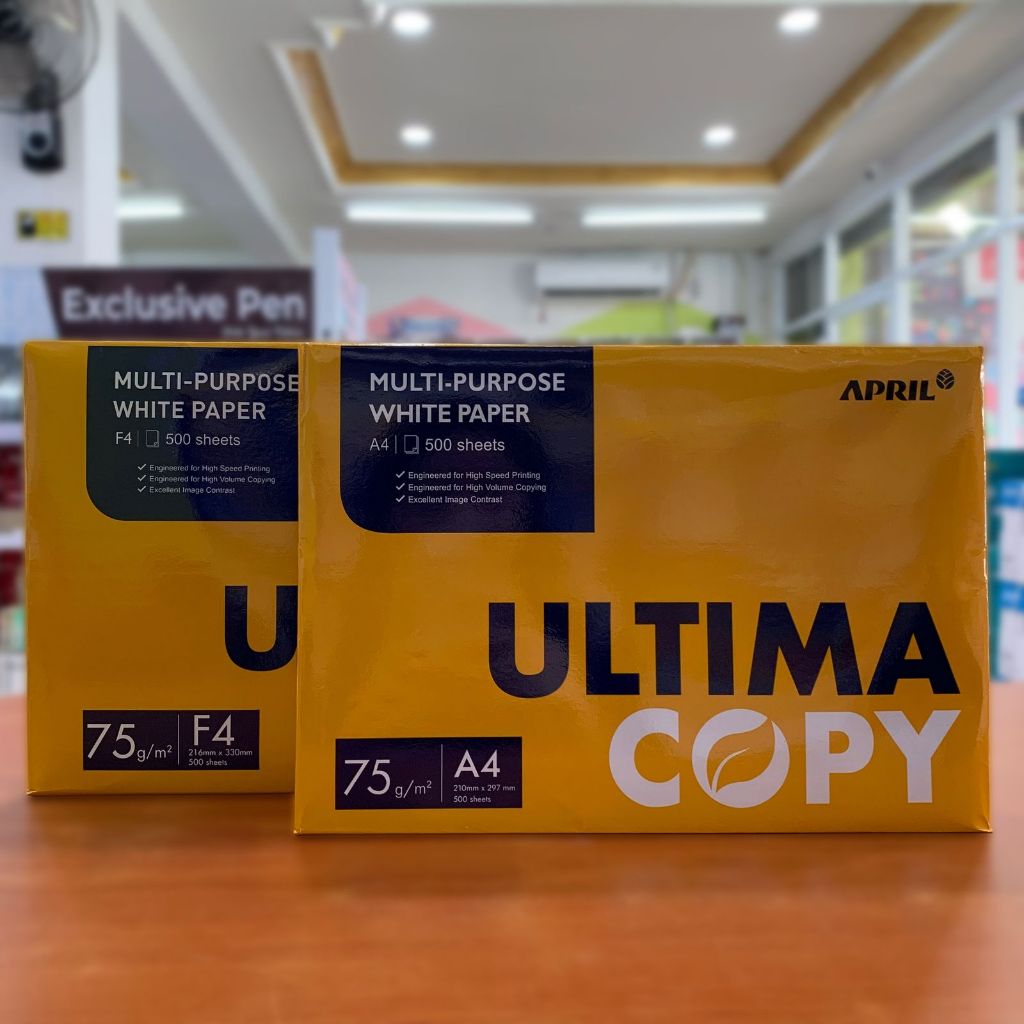 Exclusive Pen
MULTI-PURPOSE
WHITE PAPER
F4 | 500 sheets
Engineered for High Speed Printing
Engineered for High Volume Copying
Excellent Image Contrast
U
75g/m² | F4
216mm x 330mm
500 sheets
MULTI-PURPOSE
WHITE PAPER
A4 | 500 sheets
Engineered for High Speed Printing
Engineered for High Volume Copying
Excellent Image Contrast
APRIL
ULTIMA
COPY
75g/m² | A4
210mm x 297 mm
500 sheets